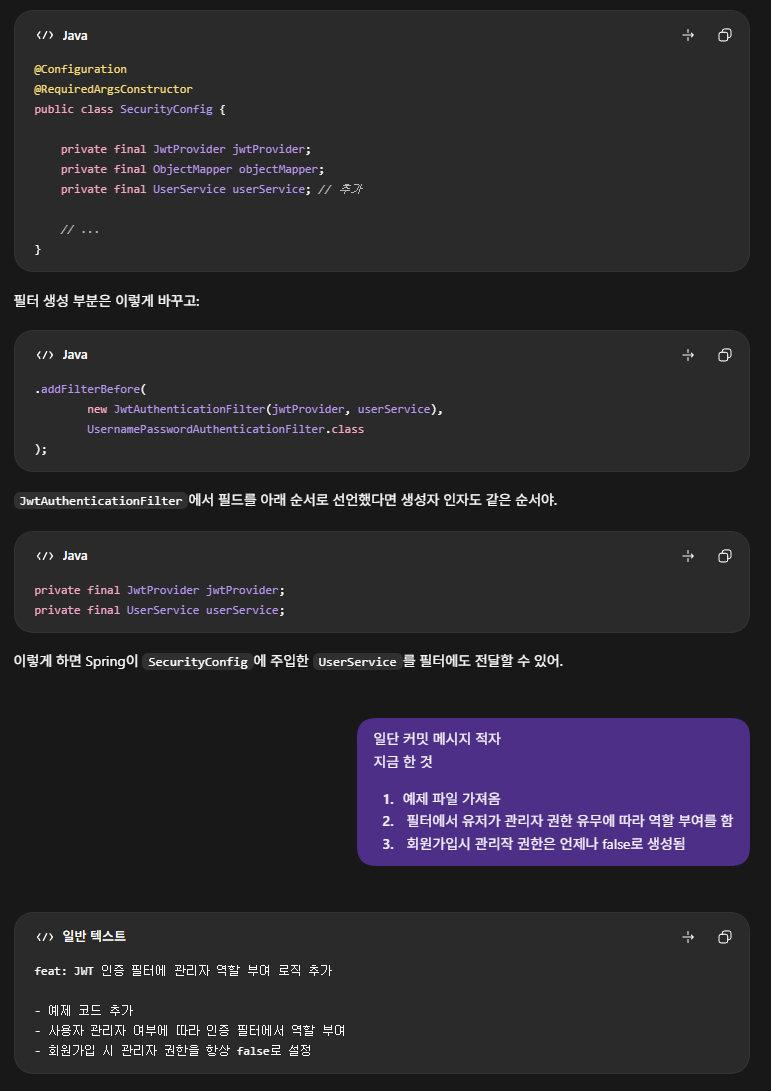 Java
@Configuration
@RequiredArgsConstructor
public class SecurityConfig {
private final JwtProvider jwtProvider;
private final ObjectMapper objectMapper;
private final UserService userService; // 추가
// ...
}
필터 생성 부분은 이렇게 바꾸고:
Java
.addFilterBefore(
new JwtAuthenticationFilter(jwtProvider, userService),
UsernamePasswordAuthenticationFilter.class
);
JwtAuthenticationFilter에서 필드를 아래 순서로 선언했다면 생성자 인자도 같은 순서야.
Java
private final JwtProvider jwtProvider;
private final UserService userService;
이렇게 하면 Spring이 SecurityConfig에 주입한 UserService를 필터에도 전달할 수 있어.
일단 커밋 메시지 적자
지금 한 것
1. 예제 파일 가져옴
2. 필터에서 유저가 관리자 권한 유무에 따라 역할 부여를 함
3. 회원가입시 관리작 권한은 언제나 false로 생성됨
일반 텍스트
feat: JWT 인증 필터에 관리자 역할 부여 로직 추가
- 예제 코드 추가
- 사용자 관리자 여부에 따라 인증 필터에서 역할 부여
- 회원가입 시 관리자 권한을 항상 false로 설정